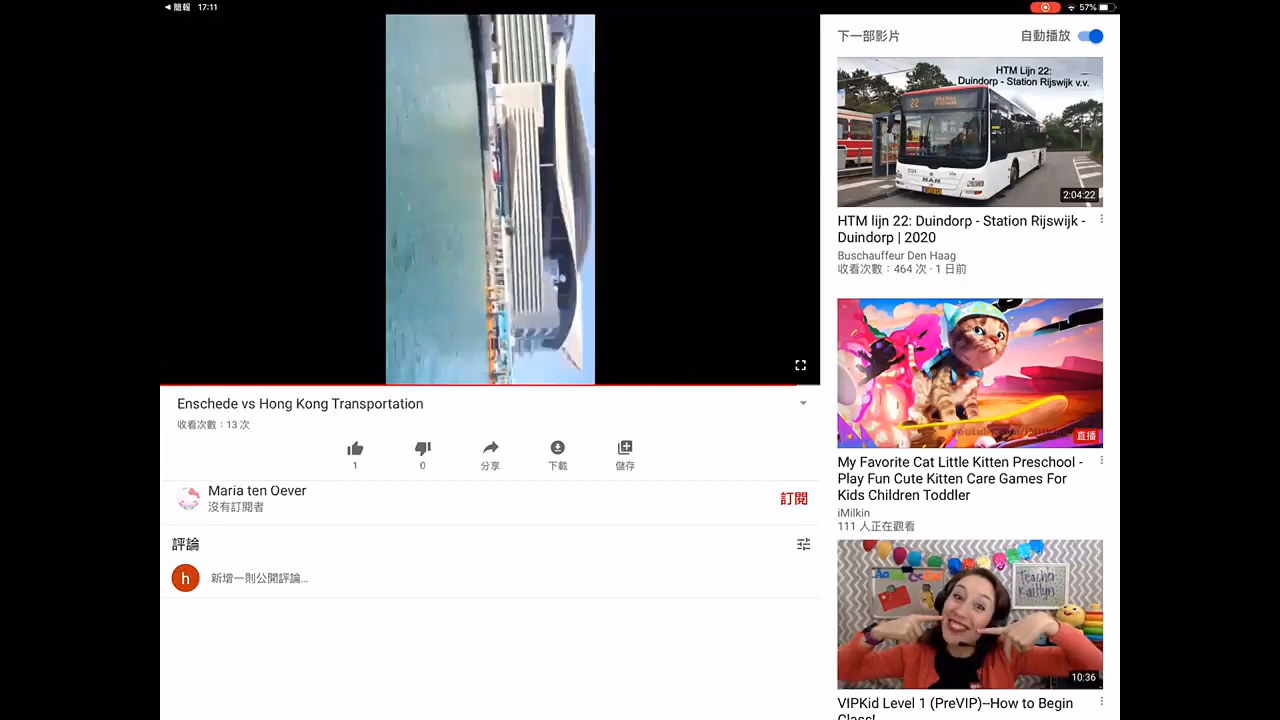 ◀ 簡報 17:11
57%
下一部影片
自動播放
HTM Lijn 22:
Duindorp - Station Rijswijk v.v.
22
MAN
2:04:22
HTM lijn 22: Duindorp - Station Rijswijk -
Duindorp | 2020
Buschauffeur Den Haag
收看次數：464 次 · 1 日前
Enschede vs Hong Kong Transportation
收看次數：13 次
1
0
分享
下載
儲存
Maria ten Oever
沒有訂閱者
訂閱
評論
h
新增一則公開評論...
直播
My Favorite Cat Little Kitten Preschool -
Play Fun Cute Kitten Care Games For
Kids Children Toddler
iMilkin
111 人正在觀看
Teacher
Kaitlyn
10:36
VIPKid Level 1 (PreVIP)--How to Begin
Class!